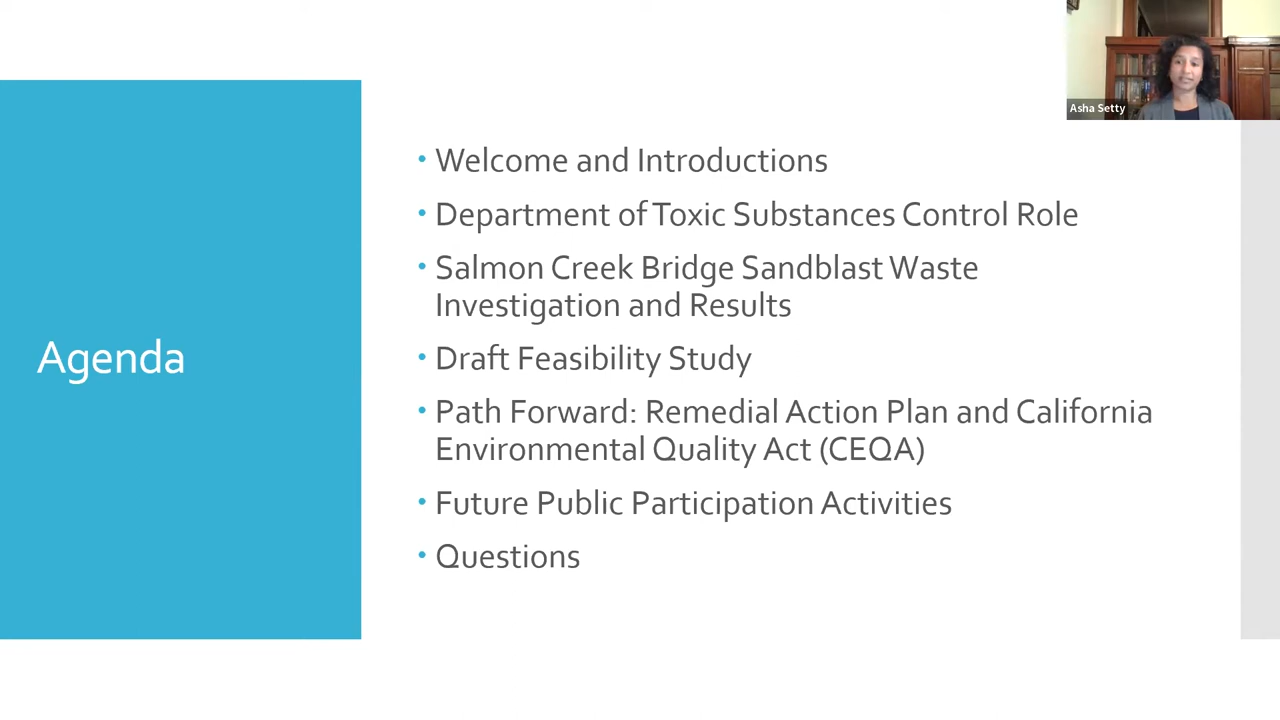 Asha Setty
Agenda
• Welcome and Introductions
• Department of Toxic Substances Control Role
• Salmon Creek Bridge Sandblast Waste
Investigation and Results
• Draft Feasibility Study
• Path Forward: Remedial Action Plan and California
Environmental Quality Act (CEQA)
• Future Public Participation Activities
• Questions